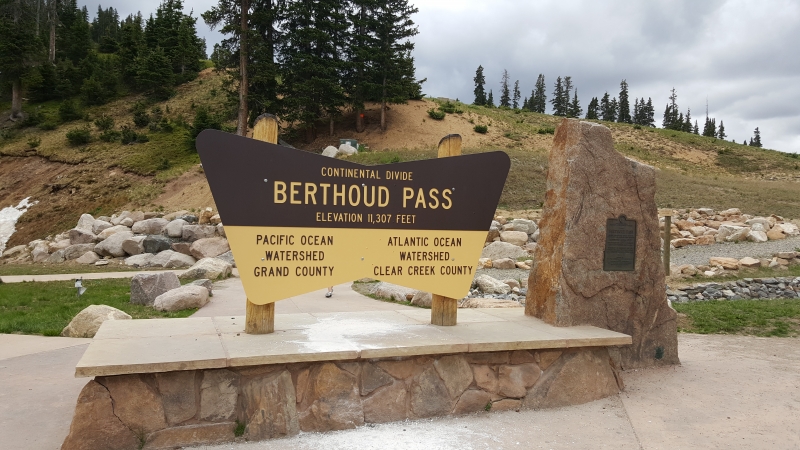 CONTINENTAL DIVIDE
BERTHOUD PASS
ELEVATION 11,307 FEET
PACIFIC OCEAN
WATERSHED
GRAND COUNTY
ATLANTIC OCEAN
WATERSHED
CLEAR CREEK COUNTY